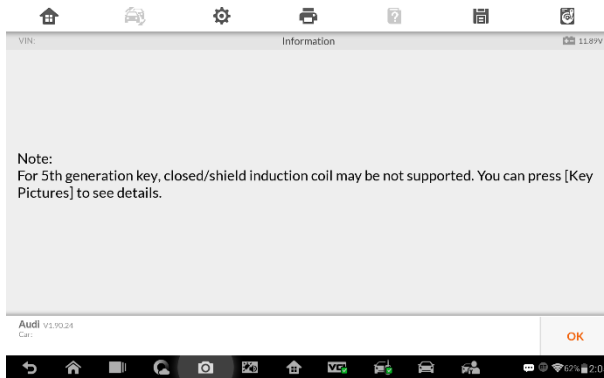 VIN:
Information
11.89V
Note:
For 5th generation key, closed/shield induction coil may be not supported. You can press [Key
Pictures] to see details.
Audi V1.90.24
Car:
OK
62%